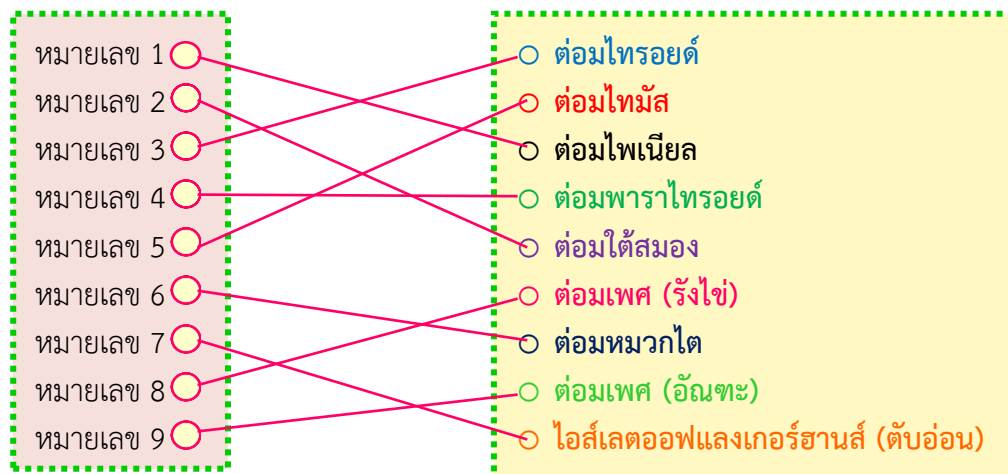 หมายเลข 1
หมายเลข 2
หมายเลข 3
หมายเลข 4
หมายเลข 5
หมายเลข 6
หมายเลข 7
หมายเลข 8
หมายเลข 9
ต่อมไทรอยด์
ต่อมไทมัส
ต่อมไพเนียล
ต่อมพาราไทรอยด์
ต่อมใต้สมอง
ต่อมเพศ (รังไข่)
ต่อมหมวกไต
ต่อมเพศ (อัณฑะ)
ไอส์เลตออฟแลงเกอร์ฮานส์ (ตับอ่อน)